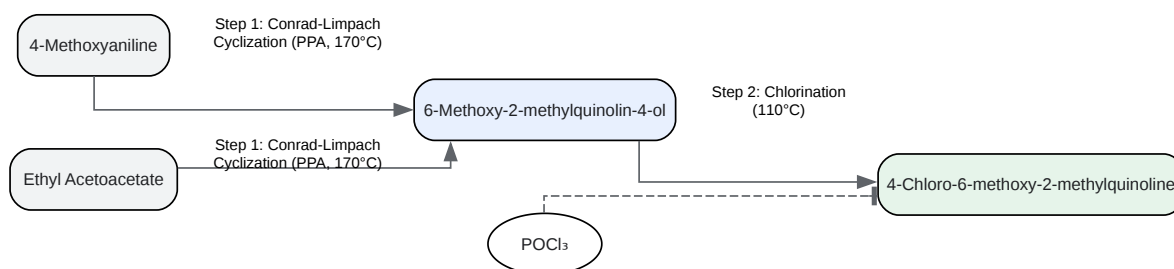 4-Methoxyaniline
Step 1: Conrad-Limpach
Cyclization (PPA, 170°C)
6-Methoxy-2-methylquinolin-4-ol
Step 2: Chlorination
(110°C)
Step 1: Conrad-Limpach
Cyclization (PPA, 170°C)
Ethyl Acetoacetate
4-Chloro-6-methoxy-2-methylquinoline
POCl₃